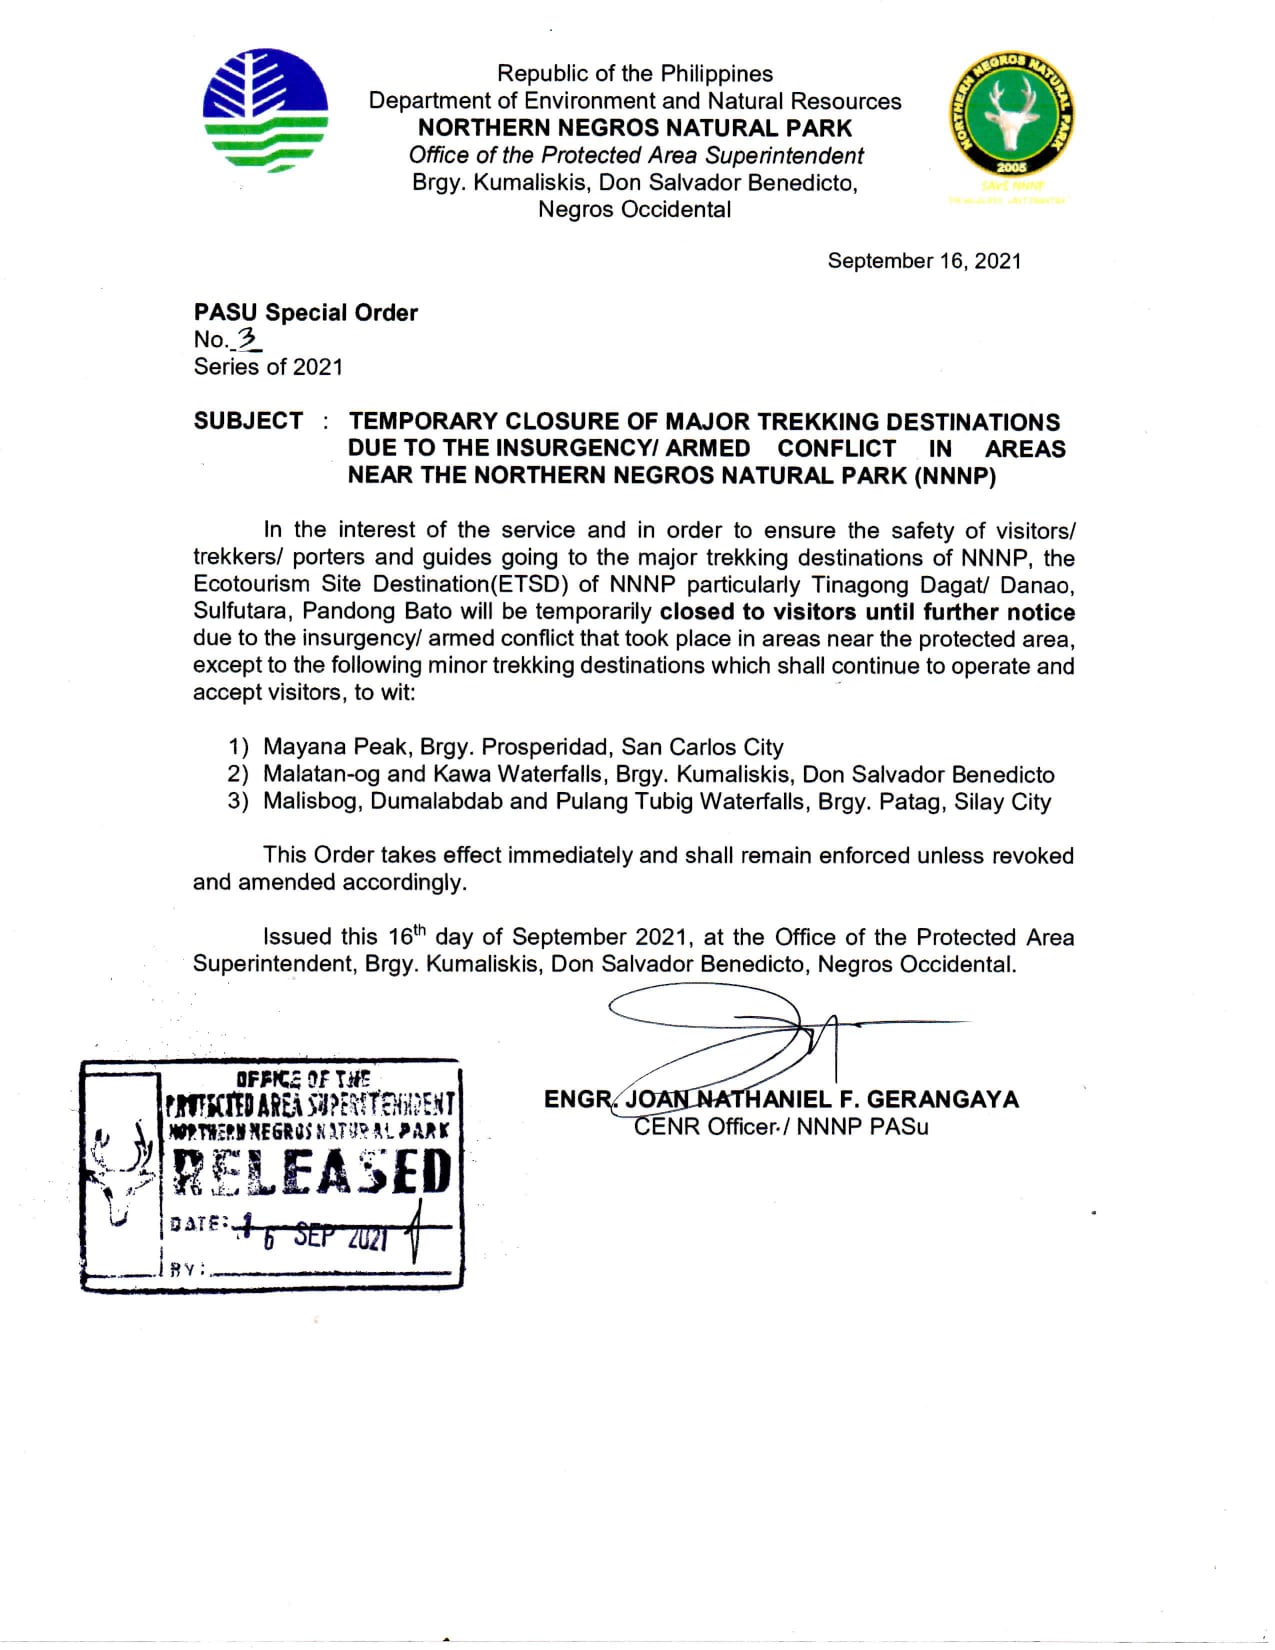 Republic of the Philippines
Department of Environment and Natural Resources
NORTHERN NEGROS NATURAL PARK
Office of the Protected Area Superintendent
Brgy. Kumaliskis, Don Salvador Benedicto,
Negros Occidental
NORTHERN NEGROS NATURAL PARK
2005
SAVE NNNP
September 16, 2021
PASU Special Order
No. 3
Series of 2021
SUBJECT : TEMPORARY CLOSURE OF MAJOR TREKKING DESTINATIONS
DUE TO THE INSURGENCY/ ARMED CONFLICT IN AREAS
NEAR THE NORTHERN NEGROS NATURAL PARK (NNNP)
In the interest of the service and in order to ensure the safety of visitors/
trekkers/ porters and guides going to the major trekking destinations of NNNP, the
Ecotourism Site Destination(ETSD) of NNNP particularly Tinagong Dagat/ Danao,
Sulfutara, Pandong Bato will be temporarily closed to visitors until further notice
due to the insurgency/ armed conflict that took place in areas near the protected area,
except to the following minor trekking destinations which shall continue to operate and
accept visitors, to wit:
1) Mayana Peak, Brgy. Prosperidad, San Carlos City
2) Malatan-og and Kawa Waterfalls, Brgy. Kumaliskis, Don Salvador Benedicto
3) Malisbog, Dumalabdab and Pulang Tubig Waterfalls, Brgy. Patag, Silay City
This Order takes effect immediately and shall remain enforced unless revoked
and amended accordingly.
Issued this 16th day of September 2021, at the Office of the Protected Area
Superintendent, Brgy. Kumaliskis, Don Salvador Benedicto, Negros Occidental.
ENGR. JOAN NATHANIEL F. GERANGAYA
CENR Officer / NNNP PASu
OFFICE OF THE
PROTECTED AREA SUPERITENDENT
NORTHERN NEGROS NATURAL PARK
RELEASED
DATE: 16 SEP 2021
BY: